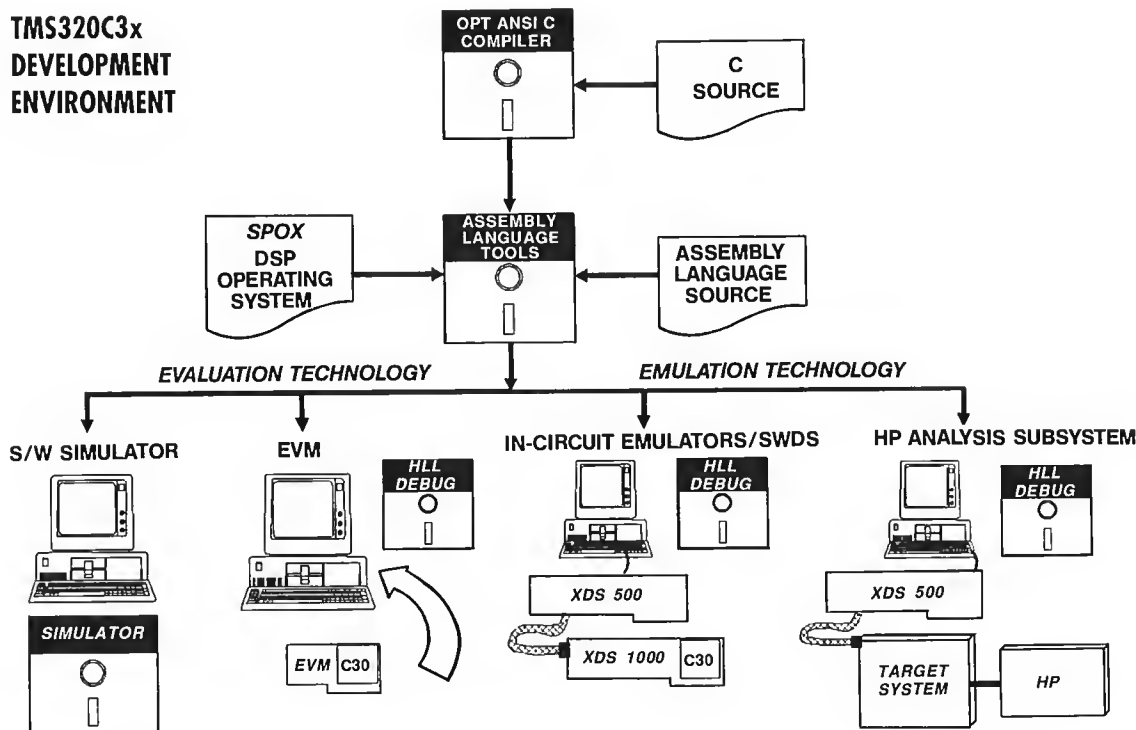 TMS320C3x
DEVELOPMENT
ENVIRONMENT
OPT ANSI C
COMPILER
C
SOURCE
SPOX
DSP
OPERATING
SYSTEM
ASSEMBLY
LANGUAGE
TOOLS
ASSEMBLY
LANGUAGE
SOURCE
EVALUATION TECHNOLOGY
EMULATION TECHNOLOGY
S/W SIMULATOR
EVM
IN-CIRCUIT EMULATORS/SWDS
HP ANALYSIS SUBSYSTEM
HLL
DEBUG
HLL
DEBUG
HLL
DEBUG
SIMULATOR
EVM
C30
XDS 500
XDS 1000
C30
XDS 500
TARGET
SYSTEM
HP